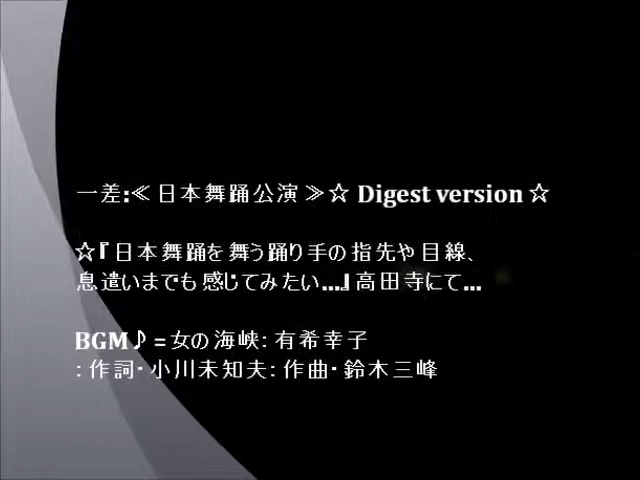 一差:≪日本舞踊公演≫☆ Digest version ☆
☆『日本舞踊を舞う踊り手の指先や目線、
息遣いまでも感じてみたい...』高田寺にて...
BGM♪=女の海峡:有希幸子
:作詞・小川未知夫:作曲・鈴木三峰